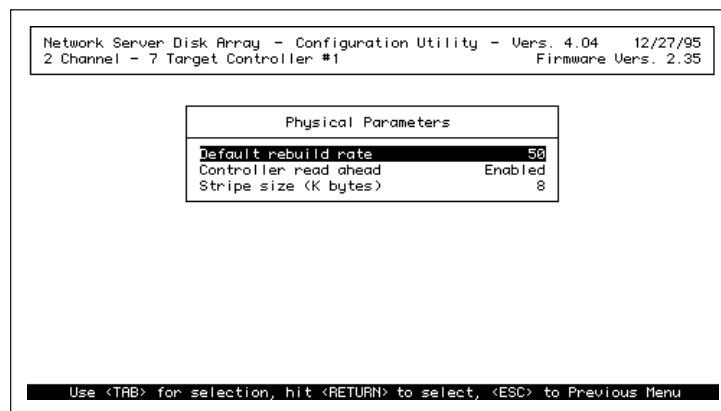 Network Server Disk Array - Configuration Utility - Vers. 4.04 12/27/95
2 Channel - 7 Target Controller #1 Firmware Vers. 2.35
Physical Parameters
Default rebuild rate 50
Controller read ahead Enabled
Stripe size (K bytes) 8
Use <TAB> for selection, hit <RETURN> to select, <ESC> to Previous Menu